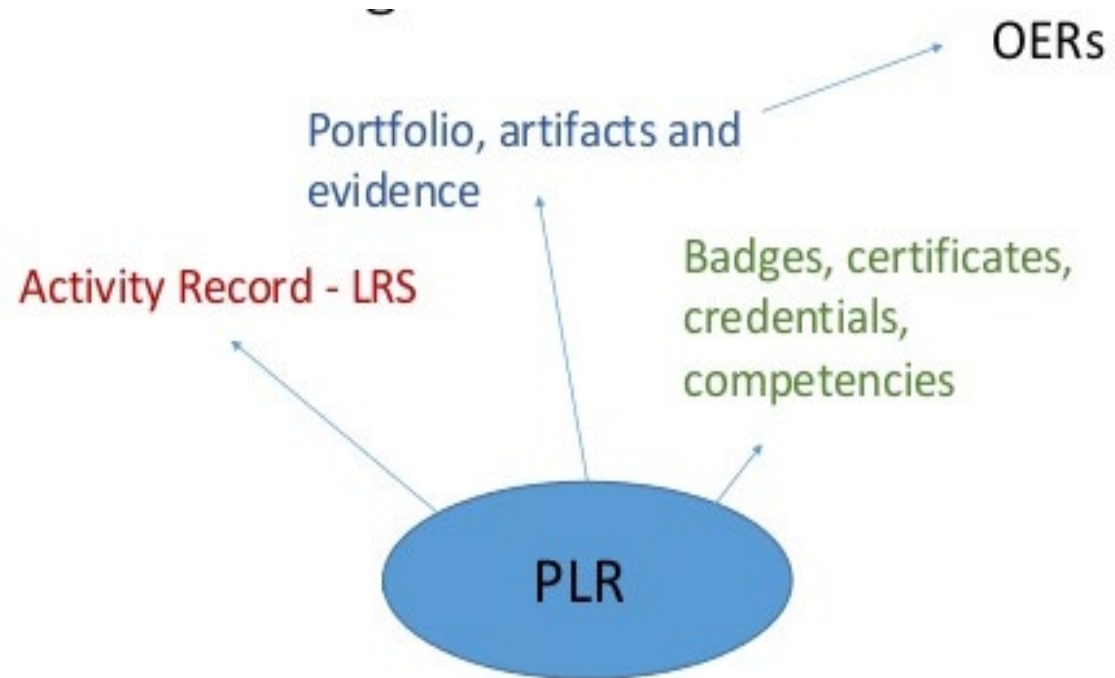 OERs
Portfolio, artifacts and
evidence
Badges, certificates,
credentials,
competencies
Activity Record - LRS
PLR